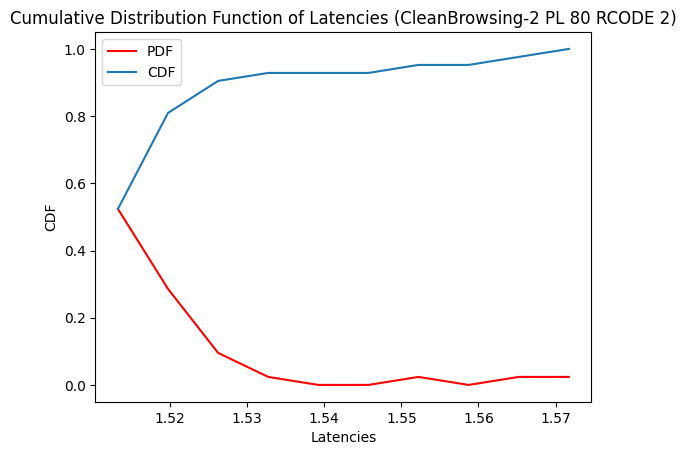 Cumulative Distribution Function of Latencies (CleanBrowsing-2 PL 80 RCODE 2)
PDF
CDF
1.0
0.8
0.6
0.4
0.2
0.0
CDF
1.52
1.53
1.54
1.55
1.56
1.57
Latencies